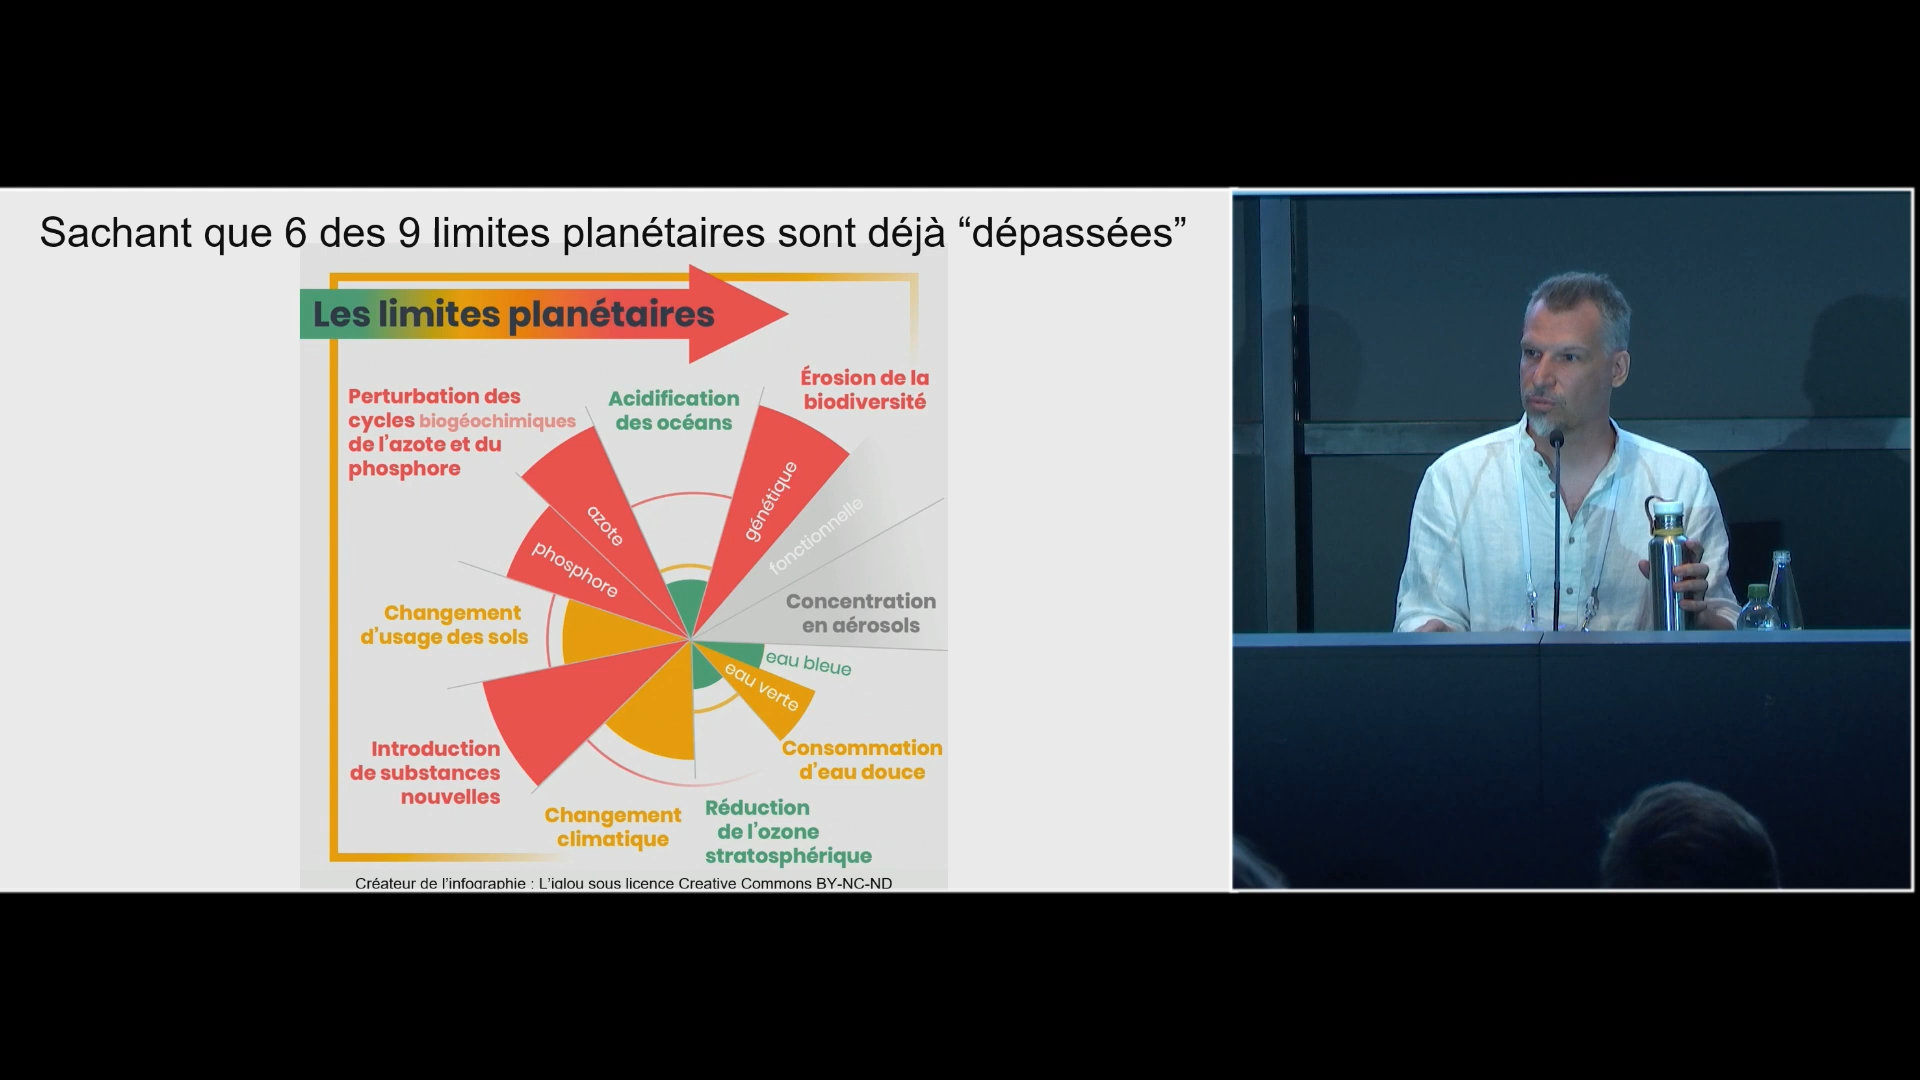 Sachant que 6 des 9 limites planétaires sont déjà “dépassées”
Les limites planétaires
Perturbation des
cycles biogéochimiques
de l’azote et du
phosphore
Acidification
des océans
Érosion de la
biodiversité
azote
phosphore
génétique
fonctionnelle
Changement
d’usage des sols
Concentration
en aérosols
eau bleue
eau verte
Introduction
de substances
nouvelles
Consommation
d’eau douce
Changement
climatique
Réduction
de l’ozone
stratosphérique
Créateur de l’infographie : L’iglou sous licence Creative Commons BY-NC-ND